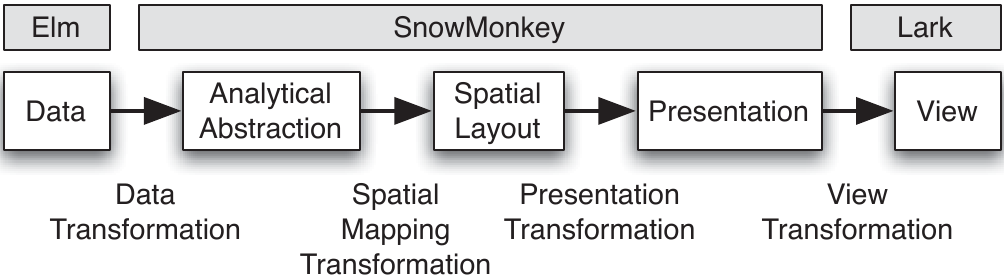 Elm
SnowMonkey
Lark
Data
Analytical
Abstraction
Spatial
Layout
Presentation
View
Data
Transformation
Spatial
Mapping
Transformation
Presentation
Transformation
View
Transformation